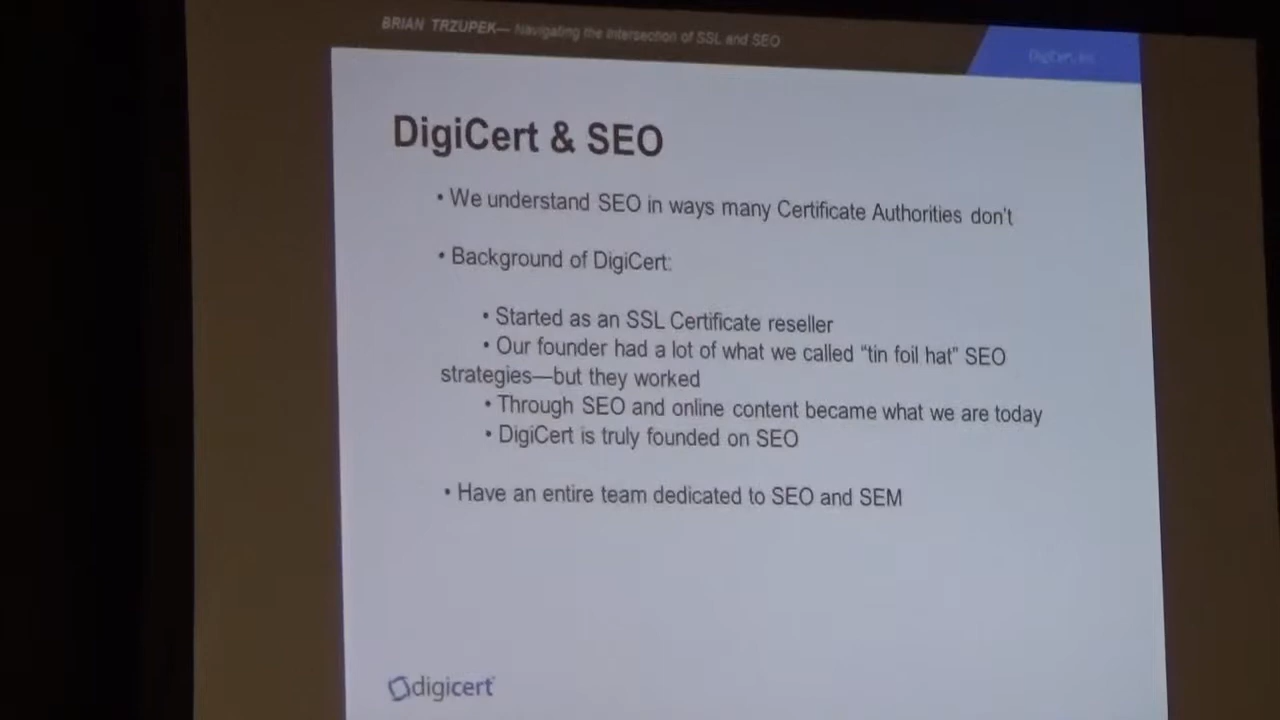 BRIAN TRZUPEK— Navigating the Intersection of SSL and SEO
DigiCert, Inc
DigiCert & SEO
• We understand SEO in ways many Certificate Authorities don't
• Background of DigiCert:
• Started as an SSL Certificate reseller
• Our founder had a lot of what we called “tin foil hat” SEO
strategies—but they worked
• Through SEO and online content became what we are today
• DigiCert is truly founded on SEO
• Have an entire team dedicated to SEO and SEM
digicert